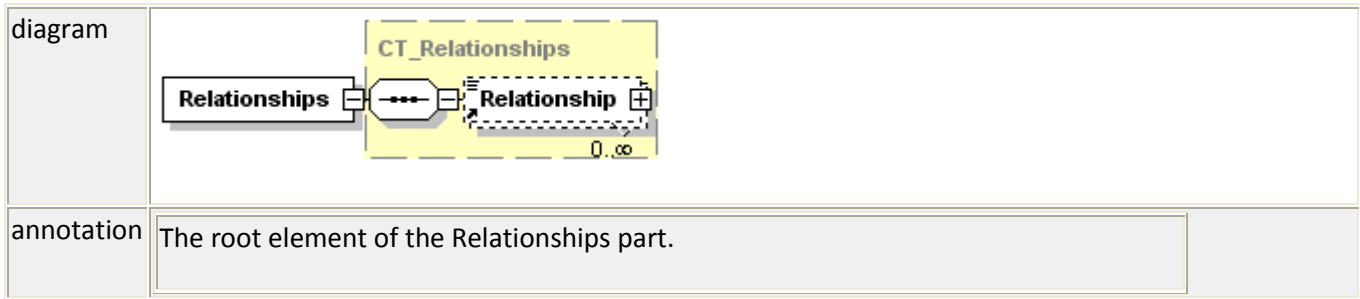 diagram
CT_Relationships
Relationships
Relationship
0..∞
annotation
The root element of the Relationships part.